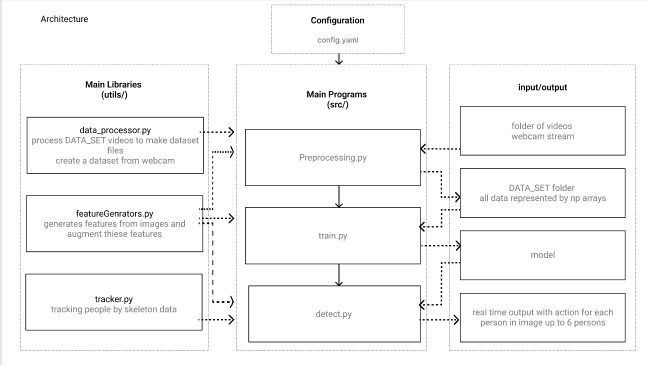 Architecture
Configuration
config.yaml
Main Libraries
(utils/)
data_processor.py
process DATA_SET videos to make dataset
files
create a dataset from webcam
featureGenrators.py
generates features from images and
augment thiese features
tracker.py
tracking people by skeleton data
Main Programs
(src/)
Preprocessing.py
train.py
detect.py
input/output
folder of videos
webcam stream
DATA_SET folder
all data represented by np arrays
model
real time output with action for each
person in image up to 6 persons